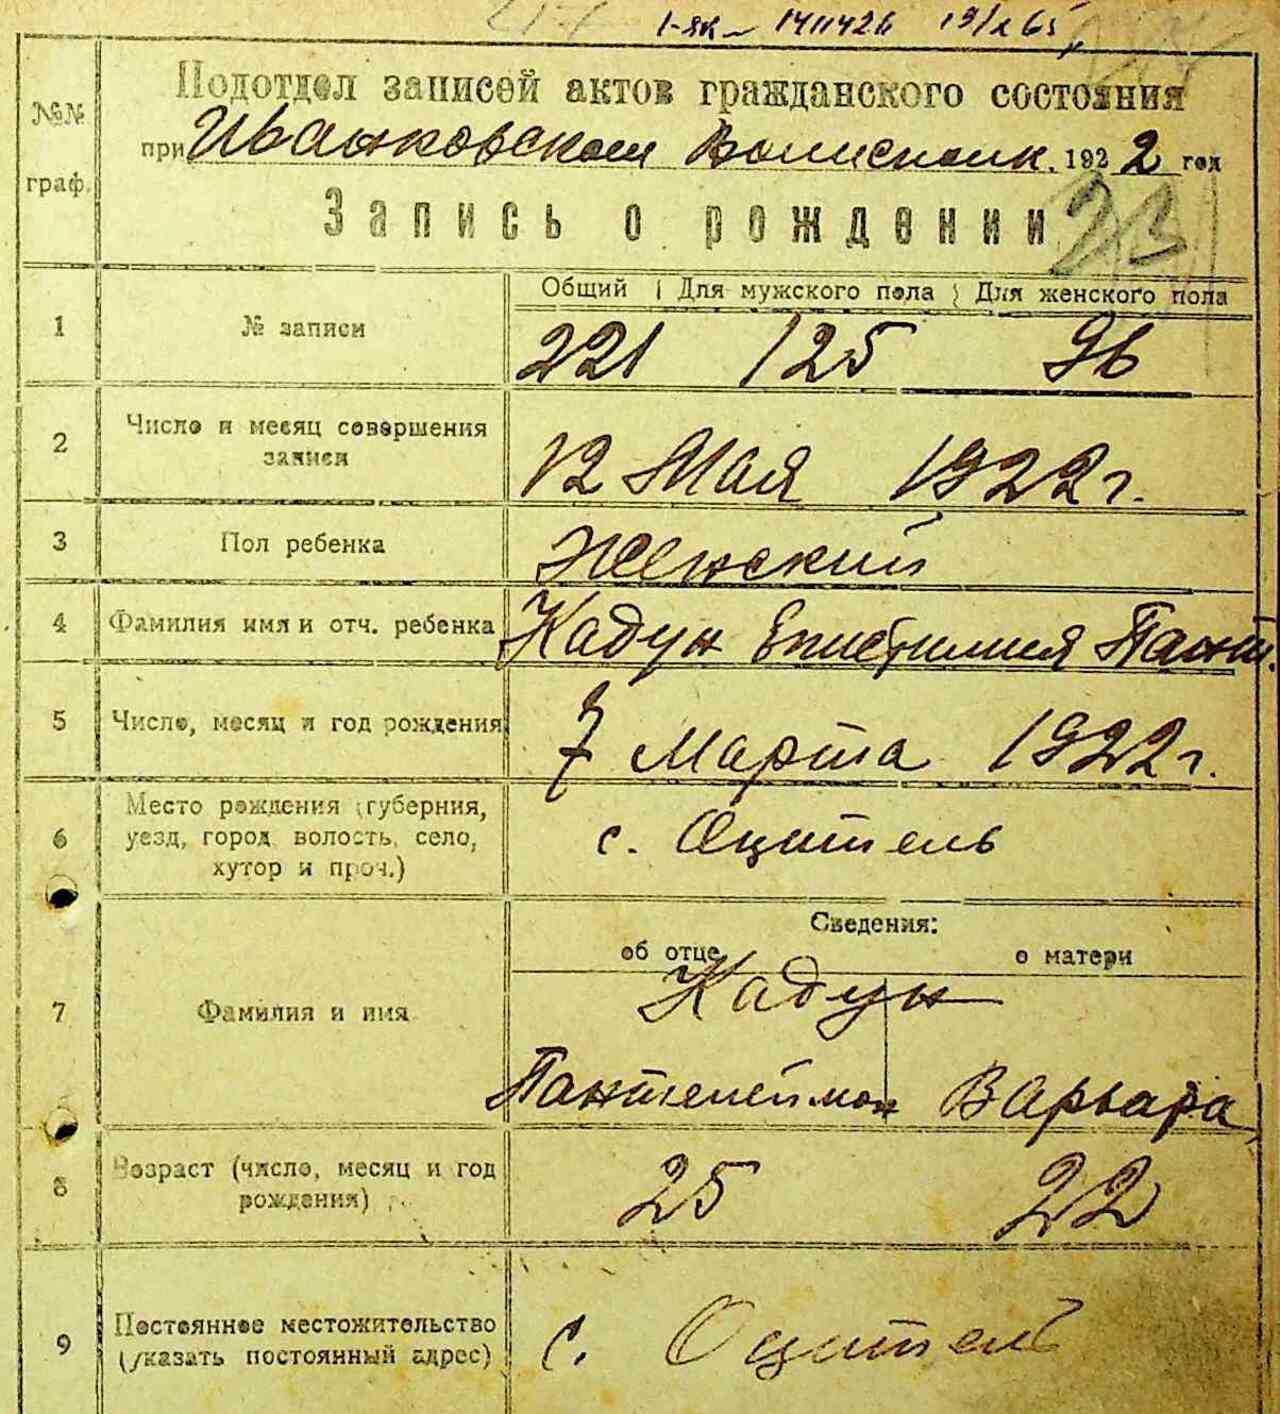 1-ЯК 1411426 19/X 65
Подотдел записей актов гражданского состояния
№№ граф.
при Иванковском Волисполк. 1922 год
Запись о рождении
23
Общий Для мужского пола Для женского пола
1 № записи 221 125 96
2 Число и месяц совершения записи 12 Мая 1922 г.
3 Пол ребенка Женский
4 Фамилия имя и отч. ребенка Кадун Епистимия Пант.
5 Число, месяц и год рождения 7 Марта 1922 г.
6 Место рождения (губерния,
уезд, город волость, село, с. Оцитель
хутор и проч.)
Сведения:
об отце о матери
7 Фамилия и имя Кадун
Пантелеймон Варвара
8 Возраст (число, месяц и год
рождения) 25 22
9 Постоянное местожительство
(указать постоянный адрес) с. Оцитель